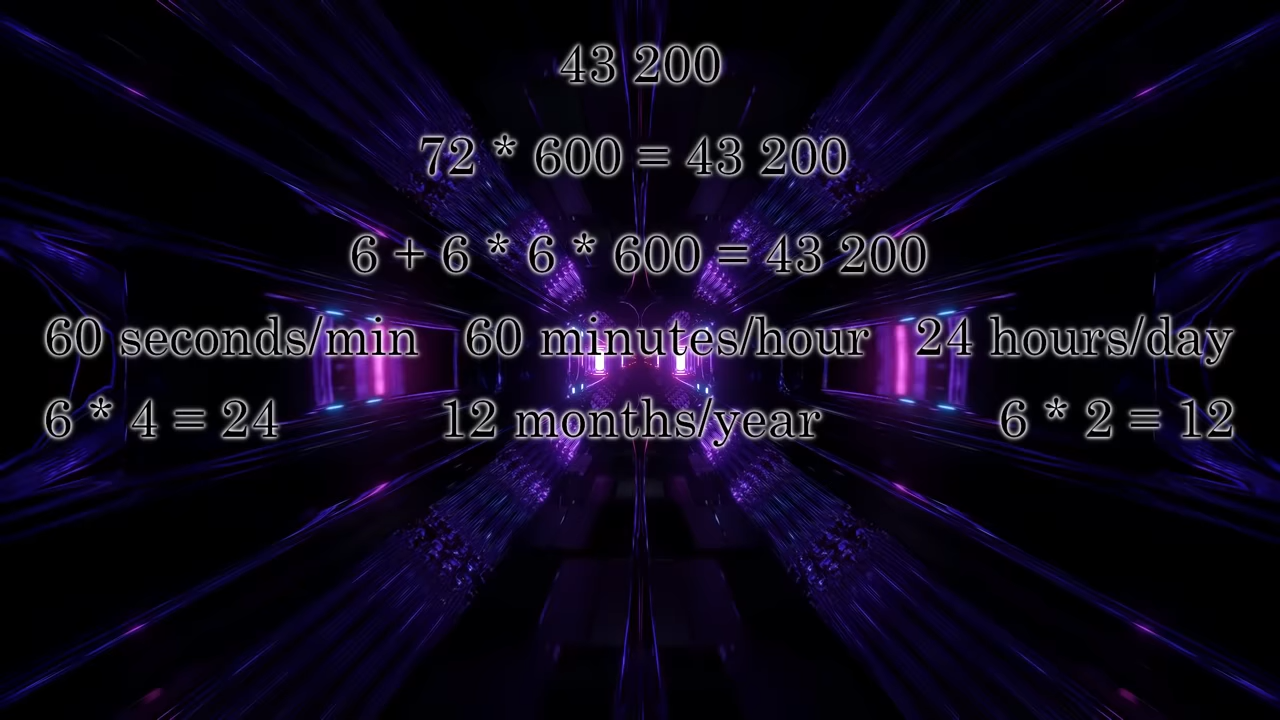 43 200
72 * 600 = 43 200
6 + 6 * 6 * 600 = 43 200
60 seconds/min 60 minutes/hour 24 hours/day
6 * 4 = 24 12 months/year 6 * 2 = 12